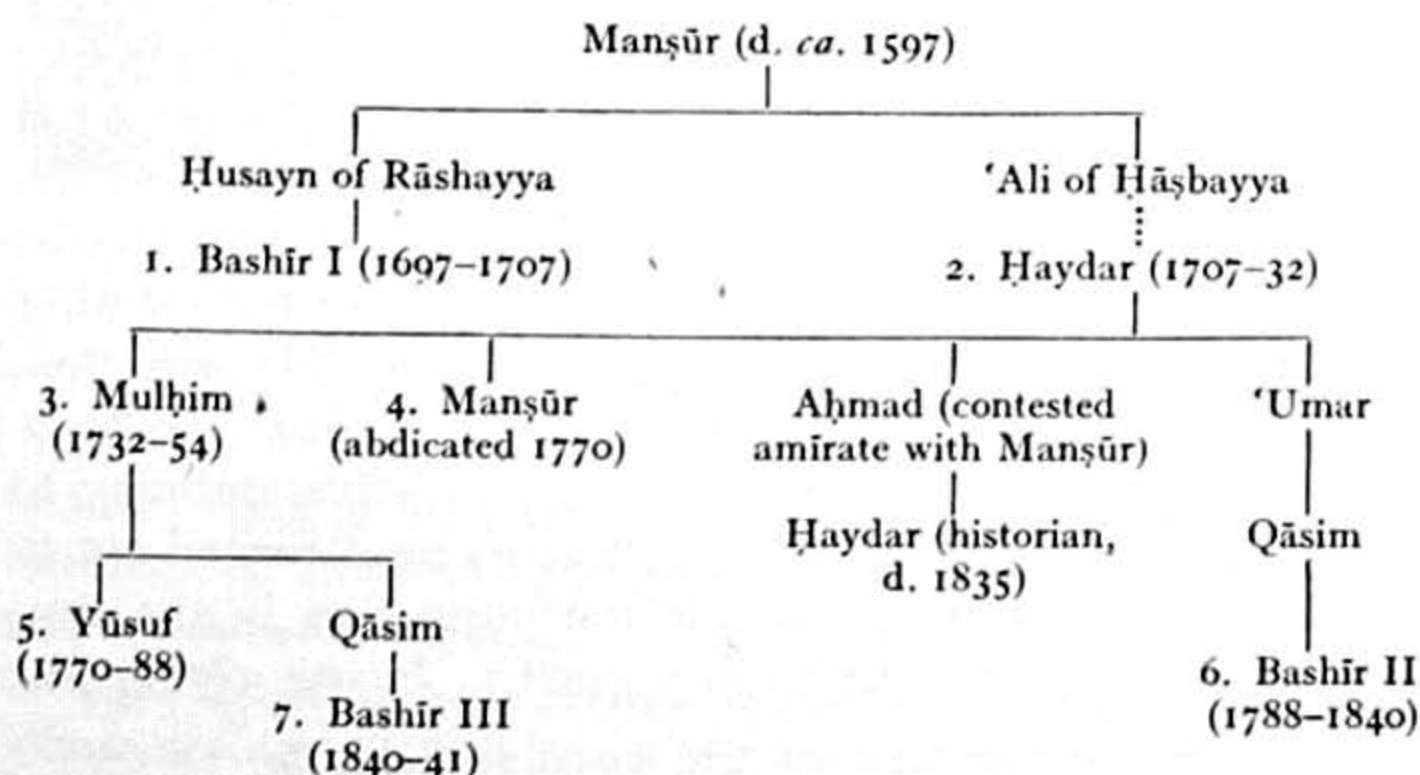 Manṣūr (d. ca. 1597)
Ḥusayn of Rāshayya
ʻAli of Ḥāṣbayya
1. Bashīr I (1697–1707)
2. Ḥaydar (1707–32)
3. Mulḥim
(1732–54)
4. Manṣūr
(abdicated 1770)
Aḥmad (contested
amīrate with Manṣūr)
ʻUmar
Ḥaydar (historian,
d. 1835)
Qāsim
5. Yūsuf
(1770–88)
Qāsim
6. Bashīr II
(1788–1840)
7. Bashīr III
(1840–41)